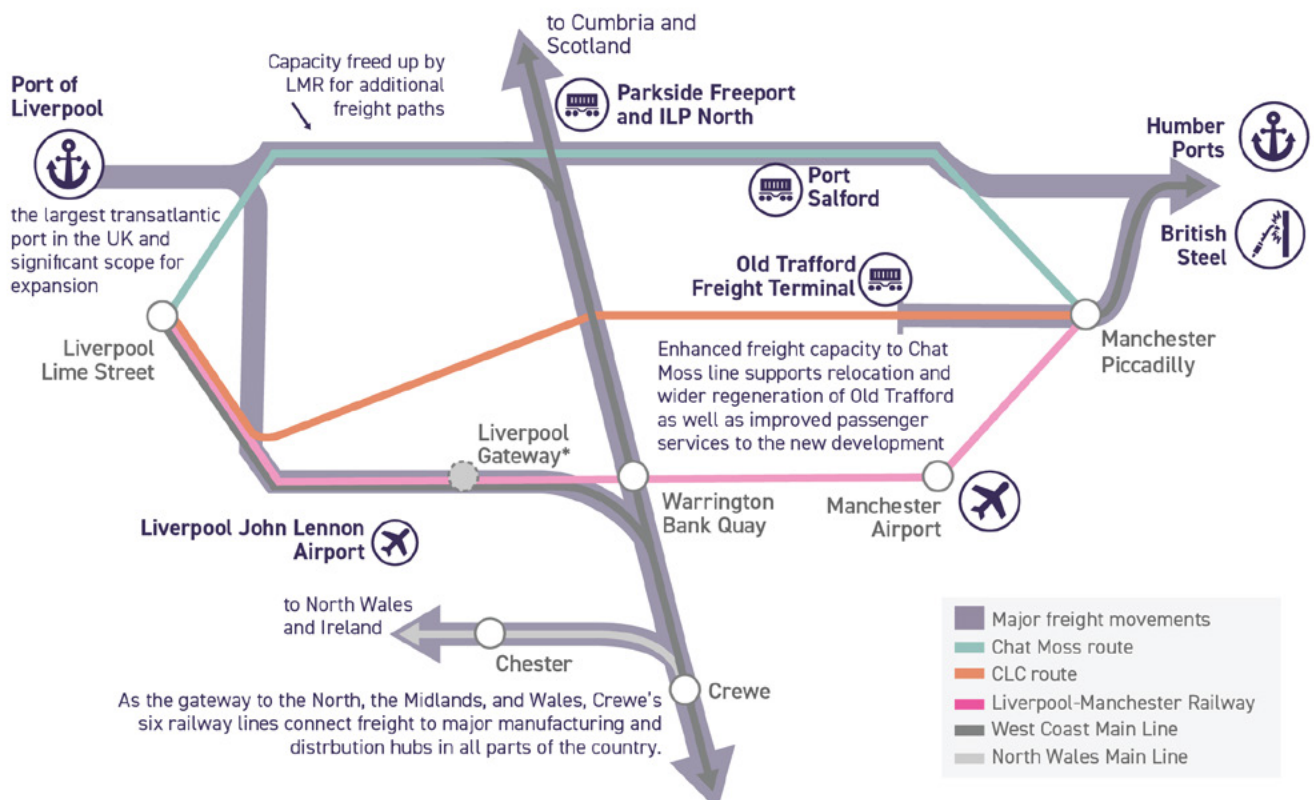 to Cumbria and
Scotland
Capacity freed up by
LMR for additional
freight paths
Port of
Liverpool
the largest transatlantic
port in the UK and
significant scope for
expansion
Parkside Freeport
and ILP North
Humber
Ports
British
Steel
Port
Salford
Old Trafford
Freight Terminal
Liverpool
Lime Street
Manchester
Piccadilly
Enhanced freight capacity to Chat
Moss line supports relocation and
wider regeneration of Old Trafford
as well as improved passenger
services to the new development
Liverpool
Gateway*
Warrington
Bank Quay
Manchester
Airport
Liverpool John Lennon
Airport
to North Wales
and Ireland
Chester
Crewe
As the gateway to the North, the Midlands, and Wales, Crewe's
six railway lines connect freight to major manufacturing and
distrbution hubs in all parts of the country.
Major freight movements
Chat Moss route
CLC route
Liverpool-Manchester Railway
West Coast Main Line
North Wales Main Line